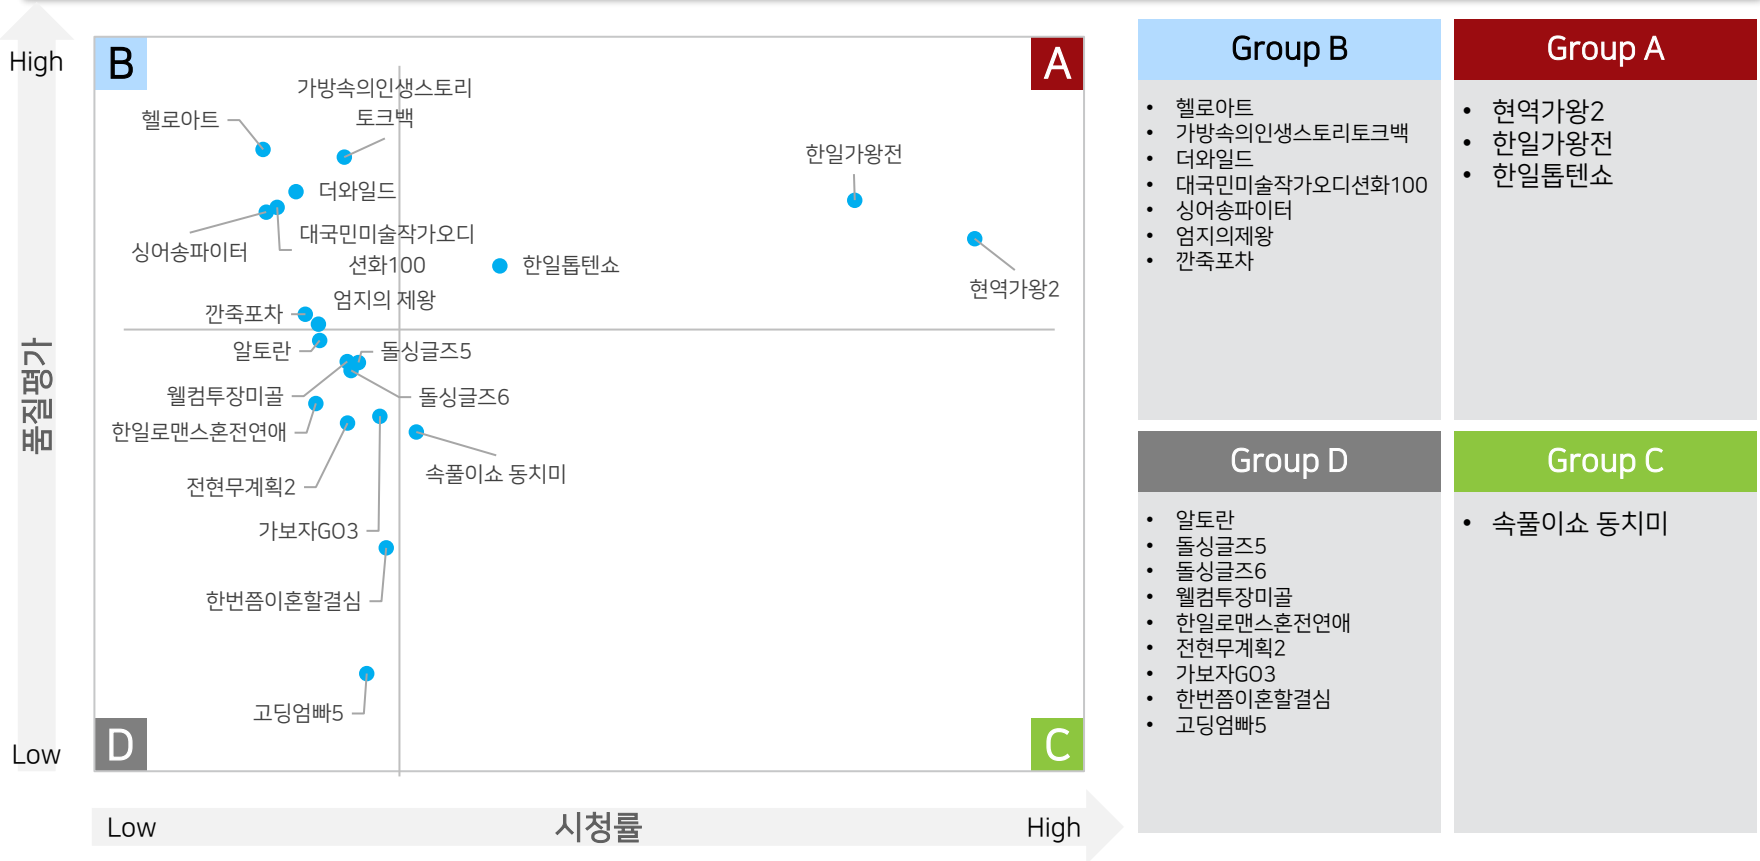 High
B
A
가방속의인생스토리
토크백
헬로아트
한일가왕전
더와일드
대국민미술작가오디
션화100
싱어송파이터
한일톱텐쇼
현역가왕2
엄지의 제왕
깐죽포차
알토란
돌싱글즈5
웰컴투장미골
돌싱글즈6
한일로맨스혼전연애
속풀이쇼 동치미
전현무계획2
가보자GO3
한번쯤이혼할결심
고딩엄빠5
D
C
품질평가
Low
Low
시청률
High
Group B
• 헬로아트
• 가방속의인생스토리토크백
• 더와일드
• 대국민미술작가오디션화100
• 싱어송파이터
• 엄지의제왕
• 깐죽포차
Group A
• 현역가왕2
• 한일가왕전
• 한일톱텐쇼
Group D
• 알토란
• 돌싱글즈5
• 돌싱글즈6
• 웰컴투장미골
• 한일로맨스혼전연애
• 전현무계획2
• 가보자GO3
• 한번쯤이혼할결심
• 고딩엄빠5
Group C
• 속풀이쇼 동치미